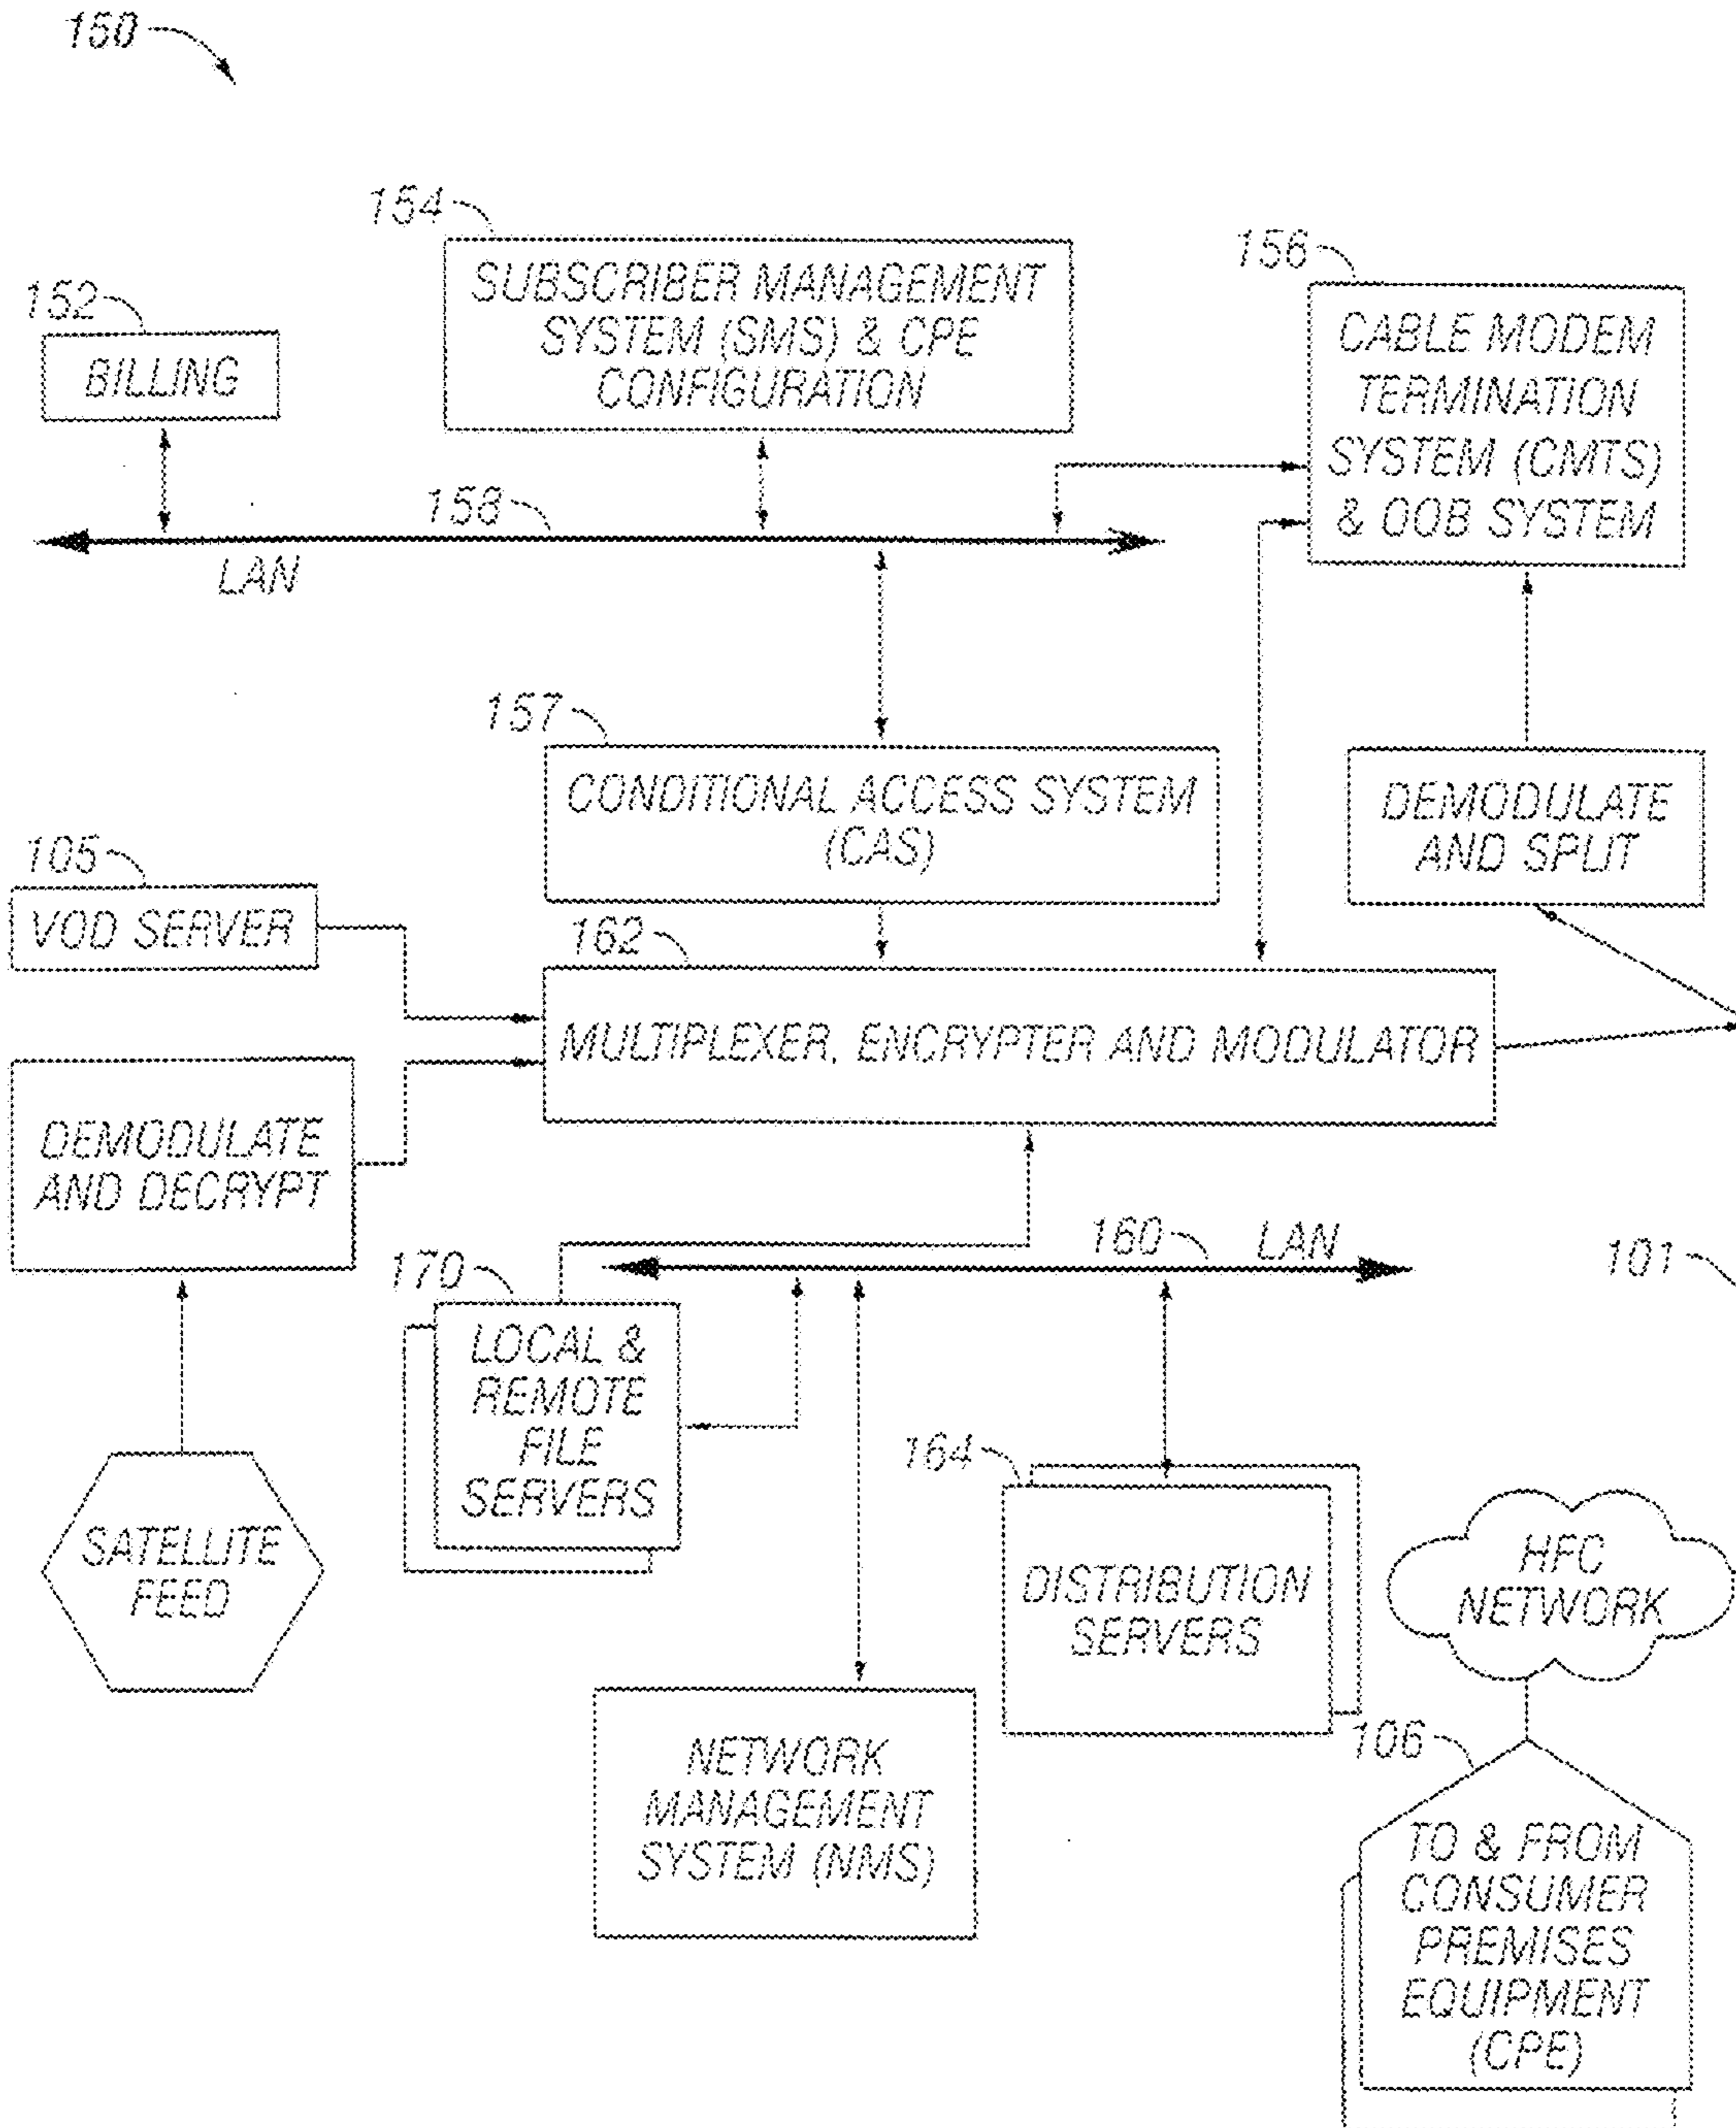 150
154
SUBSCRIBER MANAGEMENT
SYSTEM (SMS) & CPE
CONFIGURATION
156
CABLE MODEM
TERMINATION
SYSTEM (CMTS)
& OOB SYSTEM
152
BILLING
158
LAN
157
CONDITIONAL ACCESS SYSTEM
(CAS)
DEMODULATE
AND SPLIT
105
VOD SERVER
162
MULTIPLEXER, ENCRYPTER AND MODULATOR
DEMODULATE
AND DECRYPT
160
LAN
101
170
LOCAL &
REMOTE
FILE
SERVERS
164
DISTRIBUTION
SERVERS
SATELLITE
FEED
HFC
NETWORK
NETWORK
MANAGEMENT
SYSTEM (NMS)
106
TO & FROM
CONSUMER
PREMISES
EQUIPMENT
(CPE)